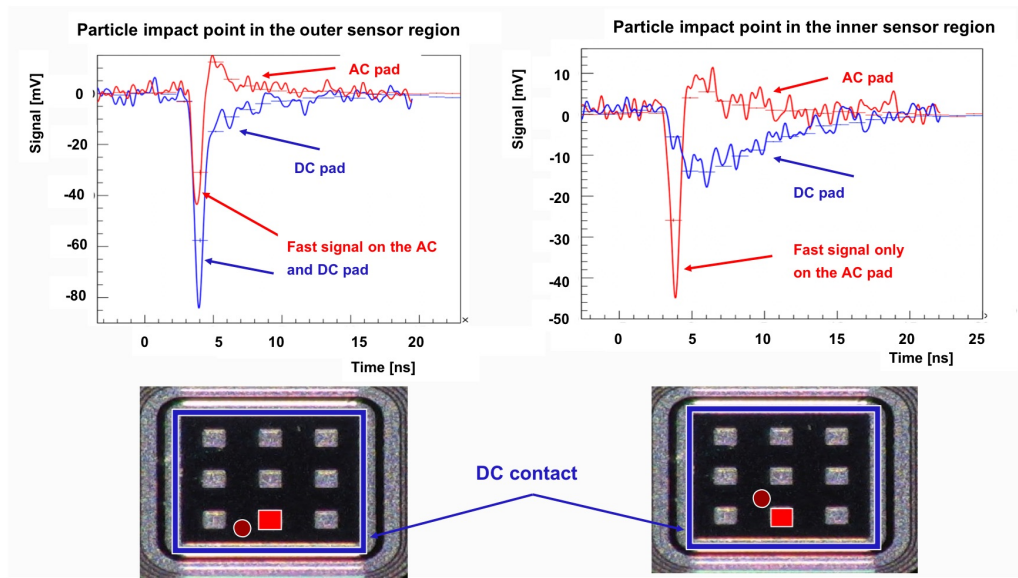 Particle impact point in the outer sensor region
Signal [mV]
0
-20
-40
-60
-80
AC pad
DC pad
Fast signal on the AC
and DC pad
0
5
10
15
20
Time [ns]
Particle impact point in the inner sensor region
Signal [mV]
10
0
-10
-20
-30
-40
-50
AC pad
DC pad
Fast signal only
on the AC pad
0
5
10
15
20
25
Time [ns]
DC contact